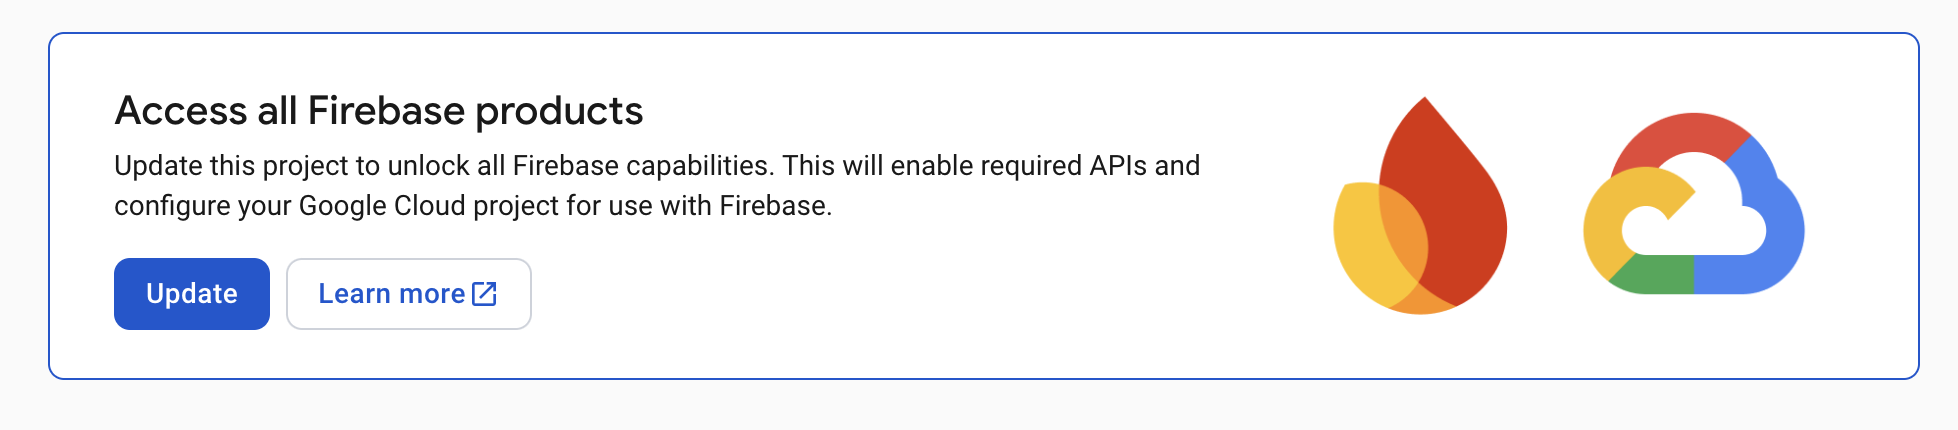 Access all Firebase products
Update this project to unlock all Firebase capabilities. This will enable required APIs and
configure your Google Cloud project for use with Firebase.
Update
Learn more